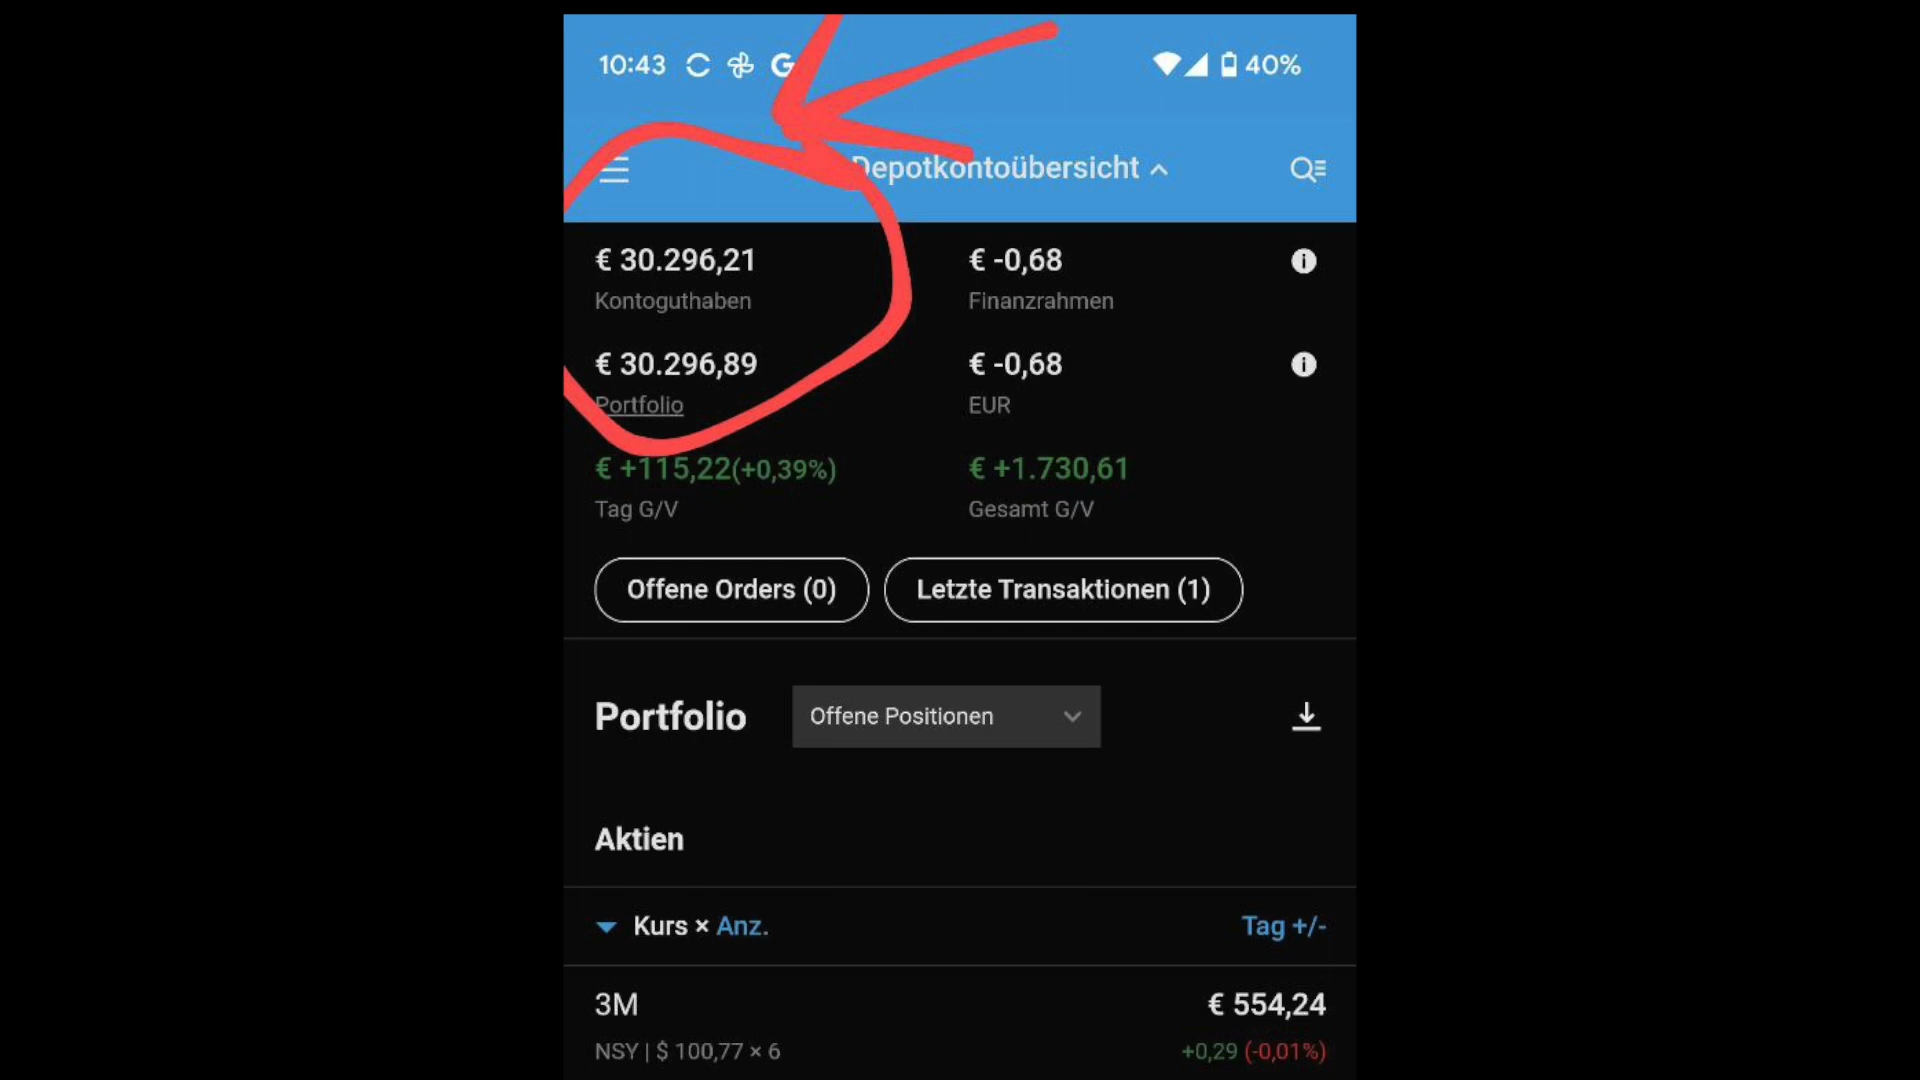 10:43 40%
Depotkontoübersicht
€ 30.296,21 € -0,68
Kontoguthaben Finanzrahmen
€ 30.296,89 € -0,68
Portfolio EUR
€ +115,22(+0,39%) € +1.730,61
Tag G/V Gesamt G/V
Offene Orders (0) Letzte Transaktionen (1)
Portfolio Offene Positionen
Aktien
Kurs × Anz. Tag +/-
3M € 554,24
NSY | $ 100,77 × 6 +0,29 (-0,01%)